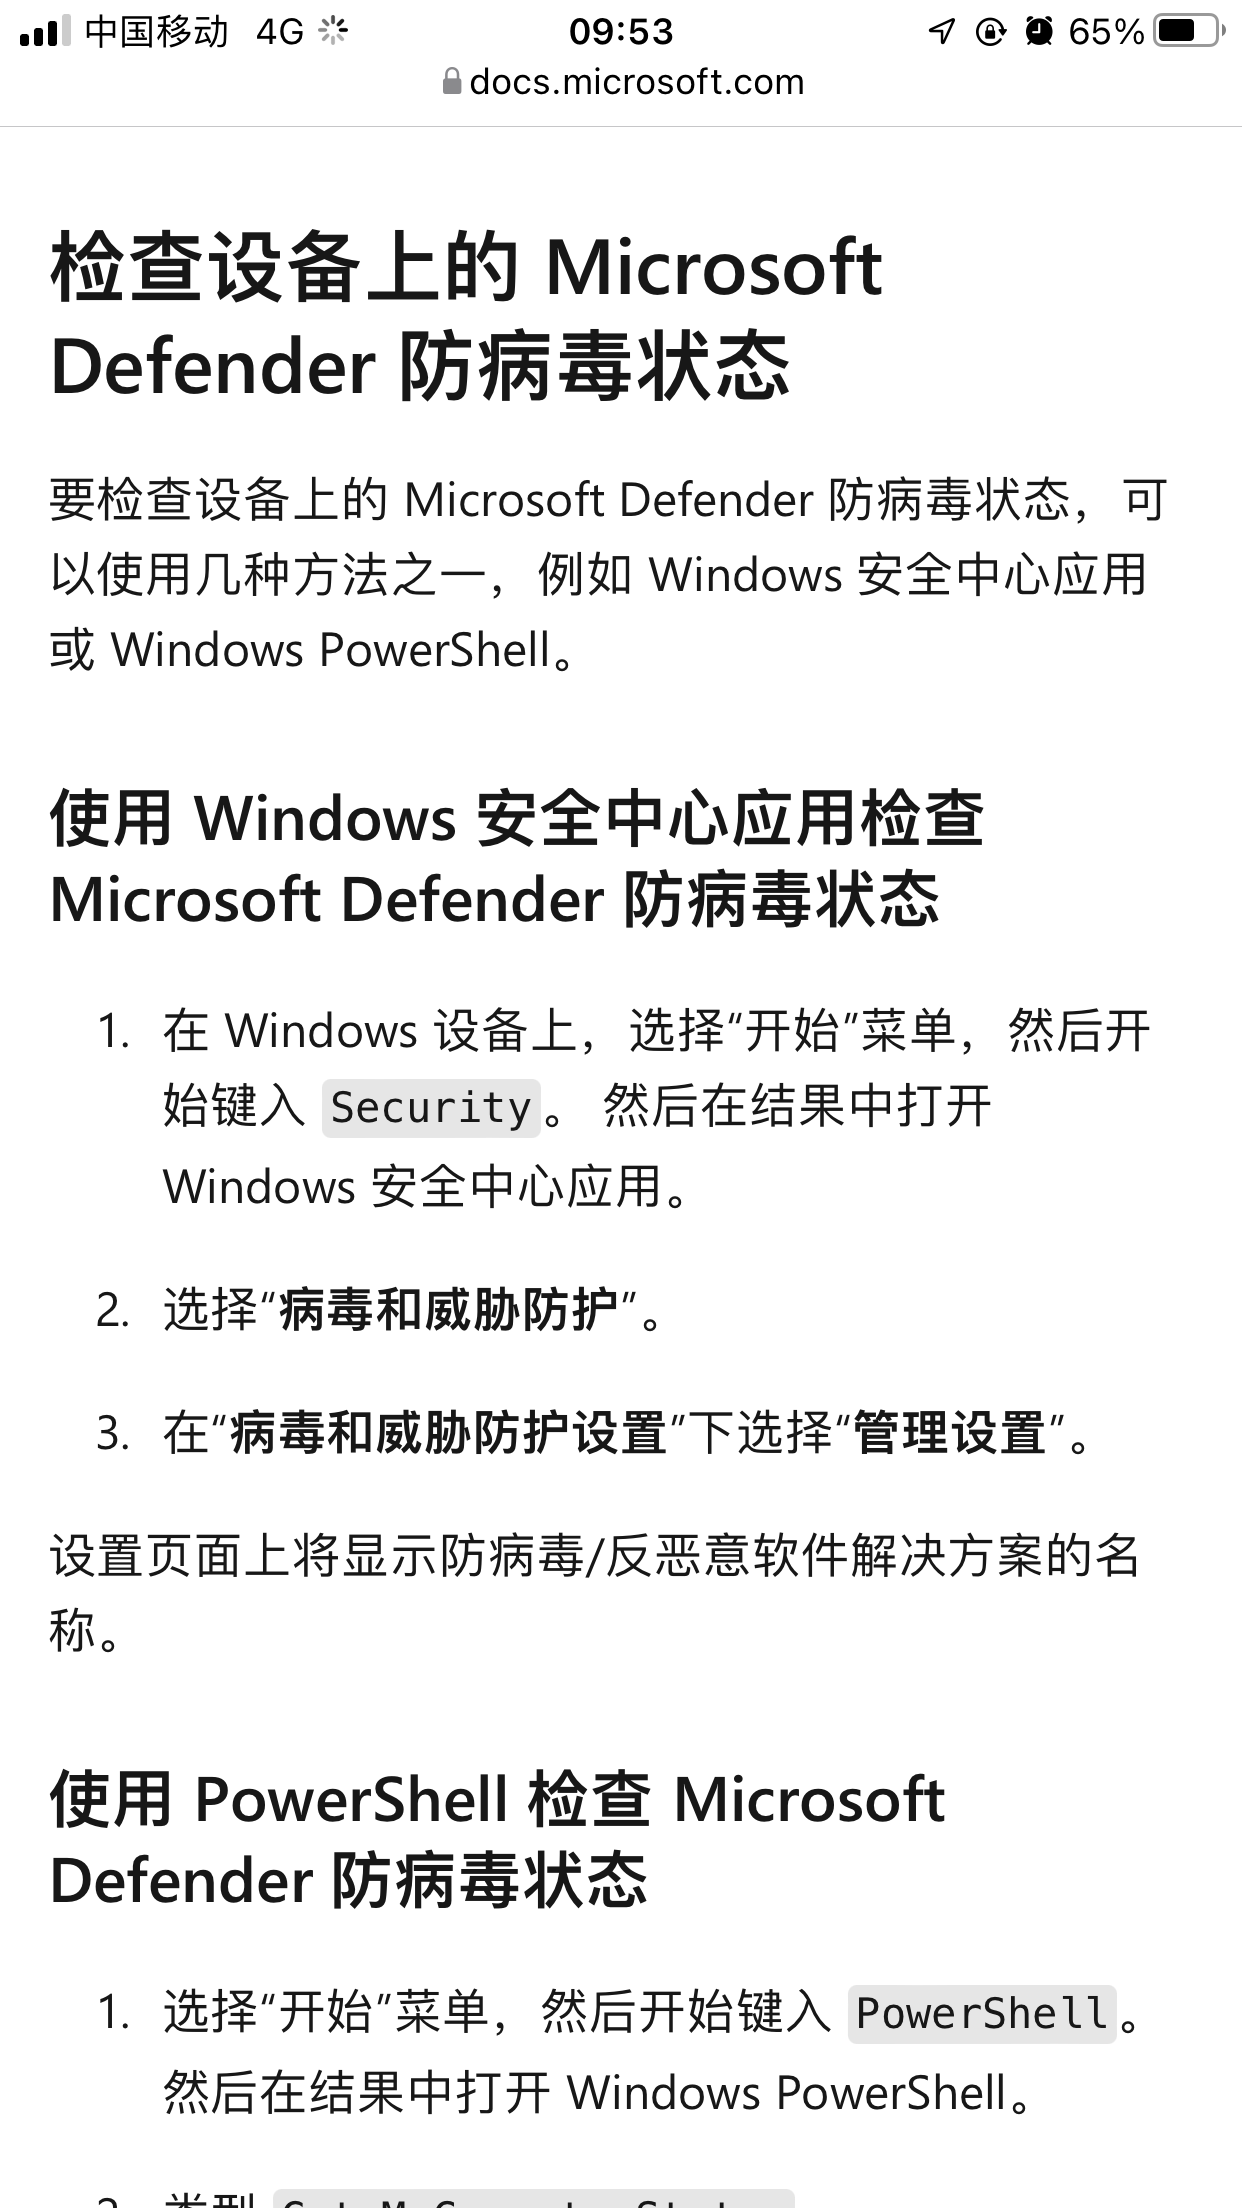 中国移动 4G 09:53 65%
docs.microsoft.com
检查设备上的 Microsoft
Defender 防病毒状态
要检查设备上的 Microsoft Defender 防病毒状态，可
以使用几种方法之一，例如 Windows 安全中心应用
或 Windows PowerShell。
使用 Windows 安全中心应用检查
Microsoft Defender 防病毒状态
1. 在 Windows 设备上，选择“开始”菜单，然后开
始键入 Security。 然后在结果中打开
Windows 安全中心应用。
2. 选择“病毒和威胁防护”。
3. 在“病毒和威胁防护设置”下选择“管理设置”。
设置页面上将显示防病毒/反恶意软件解决方案的名
称。
使用 PowerShell 检查 Microsoft
Defender 防病毒状态
1. 选择“开始”菜单，然后开始键入 PowerShell。
然后在结果中打开 Windows PowerShell。
2. 类型